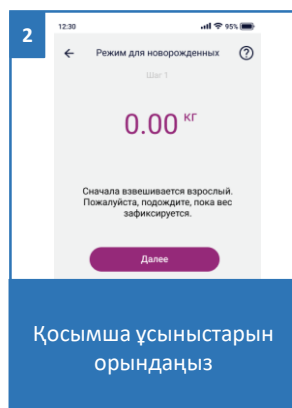 2
12:30
95%
Режим для новорожденных
?
Шаг 1
0.00 кг
Сначала взвешивается взрослый.
Пожалуйста, подождите, пока вес
зафиксируется.
Далее
Қосымша ұсыныстарын
орындаңыз